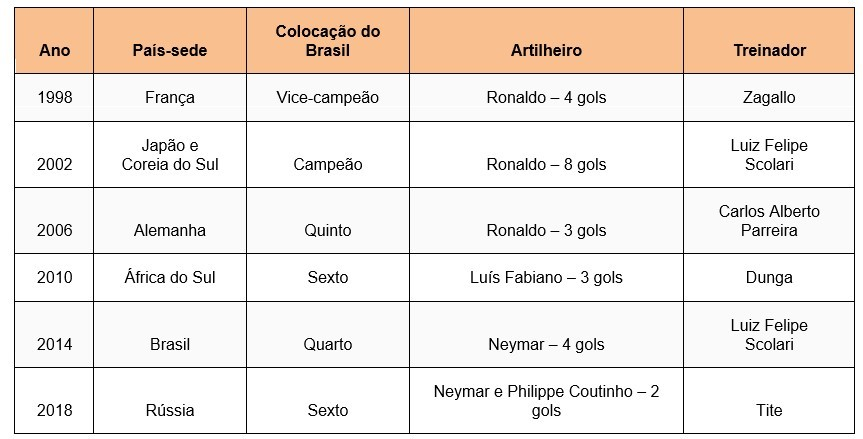 Ano País-sede Colocação do Brasil Artilheiro Treinador
1998 França Vice-campeão Ronaldo – 4 gols Zagallo
2002 Japão e Coreia do Sul Campeão Ronaldo – 8 gols Luiz Felipe Scolari
2006 Alemanha Quinto Ronaldo – 3 gols Carlos Alberto Parreira
2010 África do Sul Sexto Luís Fabiano – 3 gols Dunga
2014 Brasil Quarto Neymar – 4 gols Luiz Felipe Scolari
2018 Rússia Sexto Neymar e Philippe Coutinho – 2 gols Tite